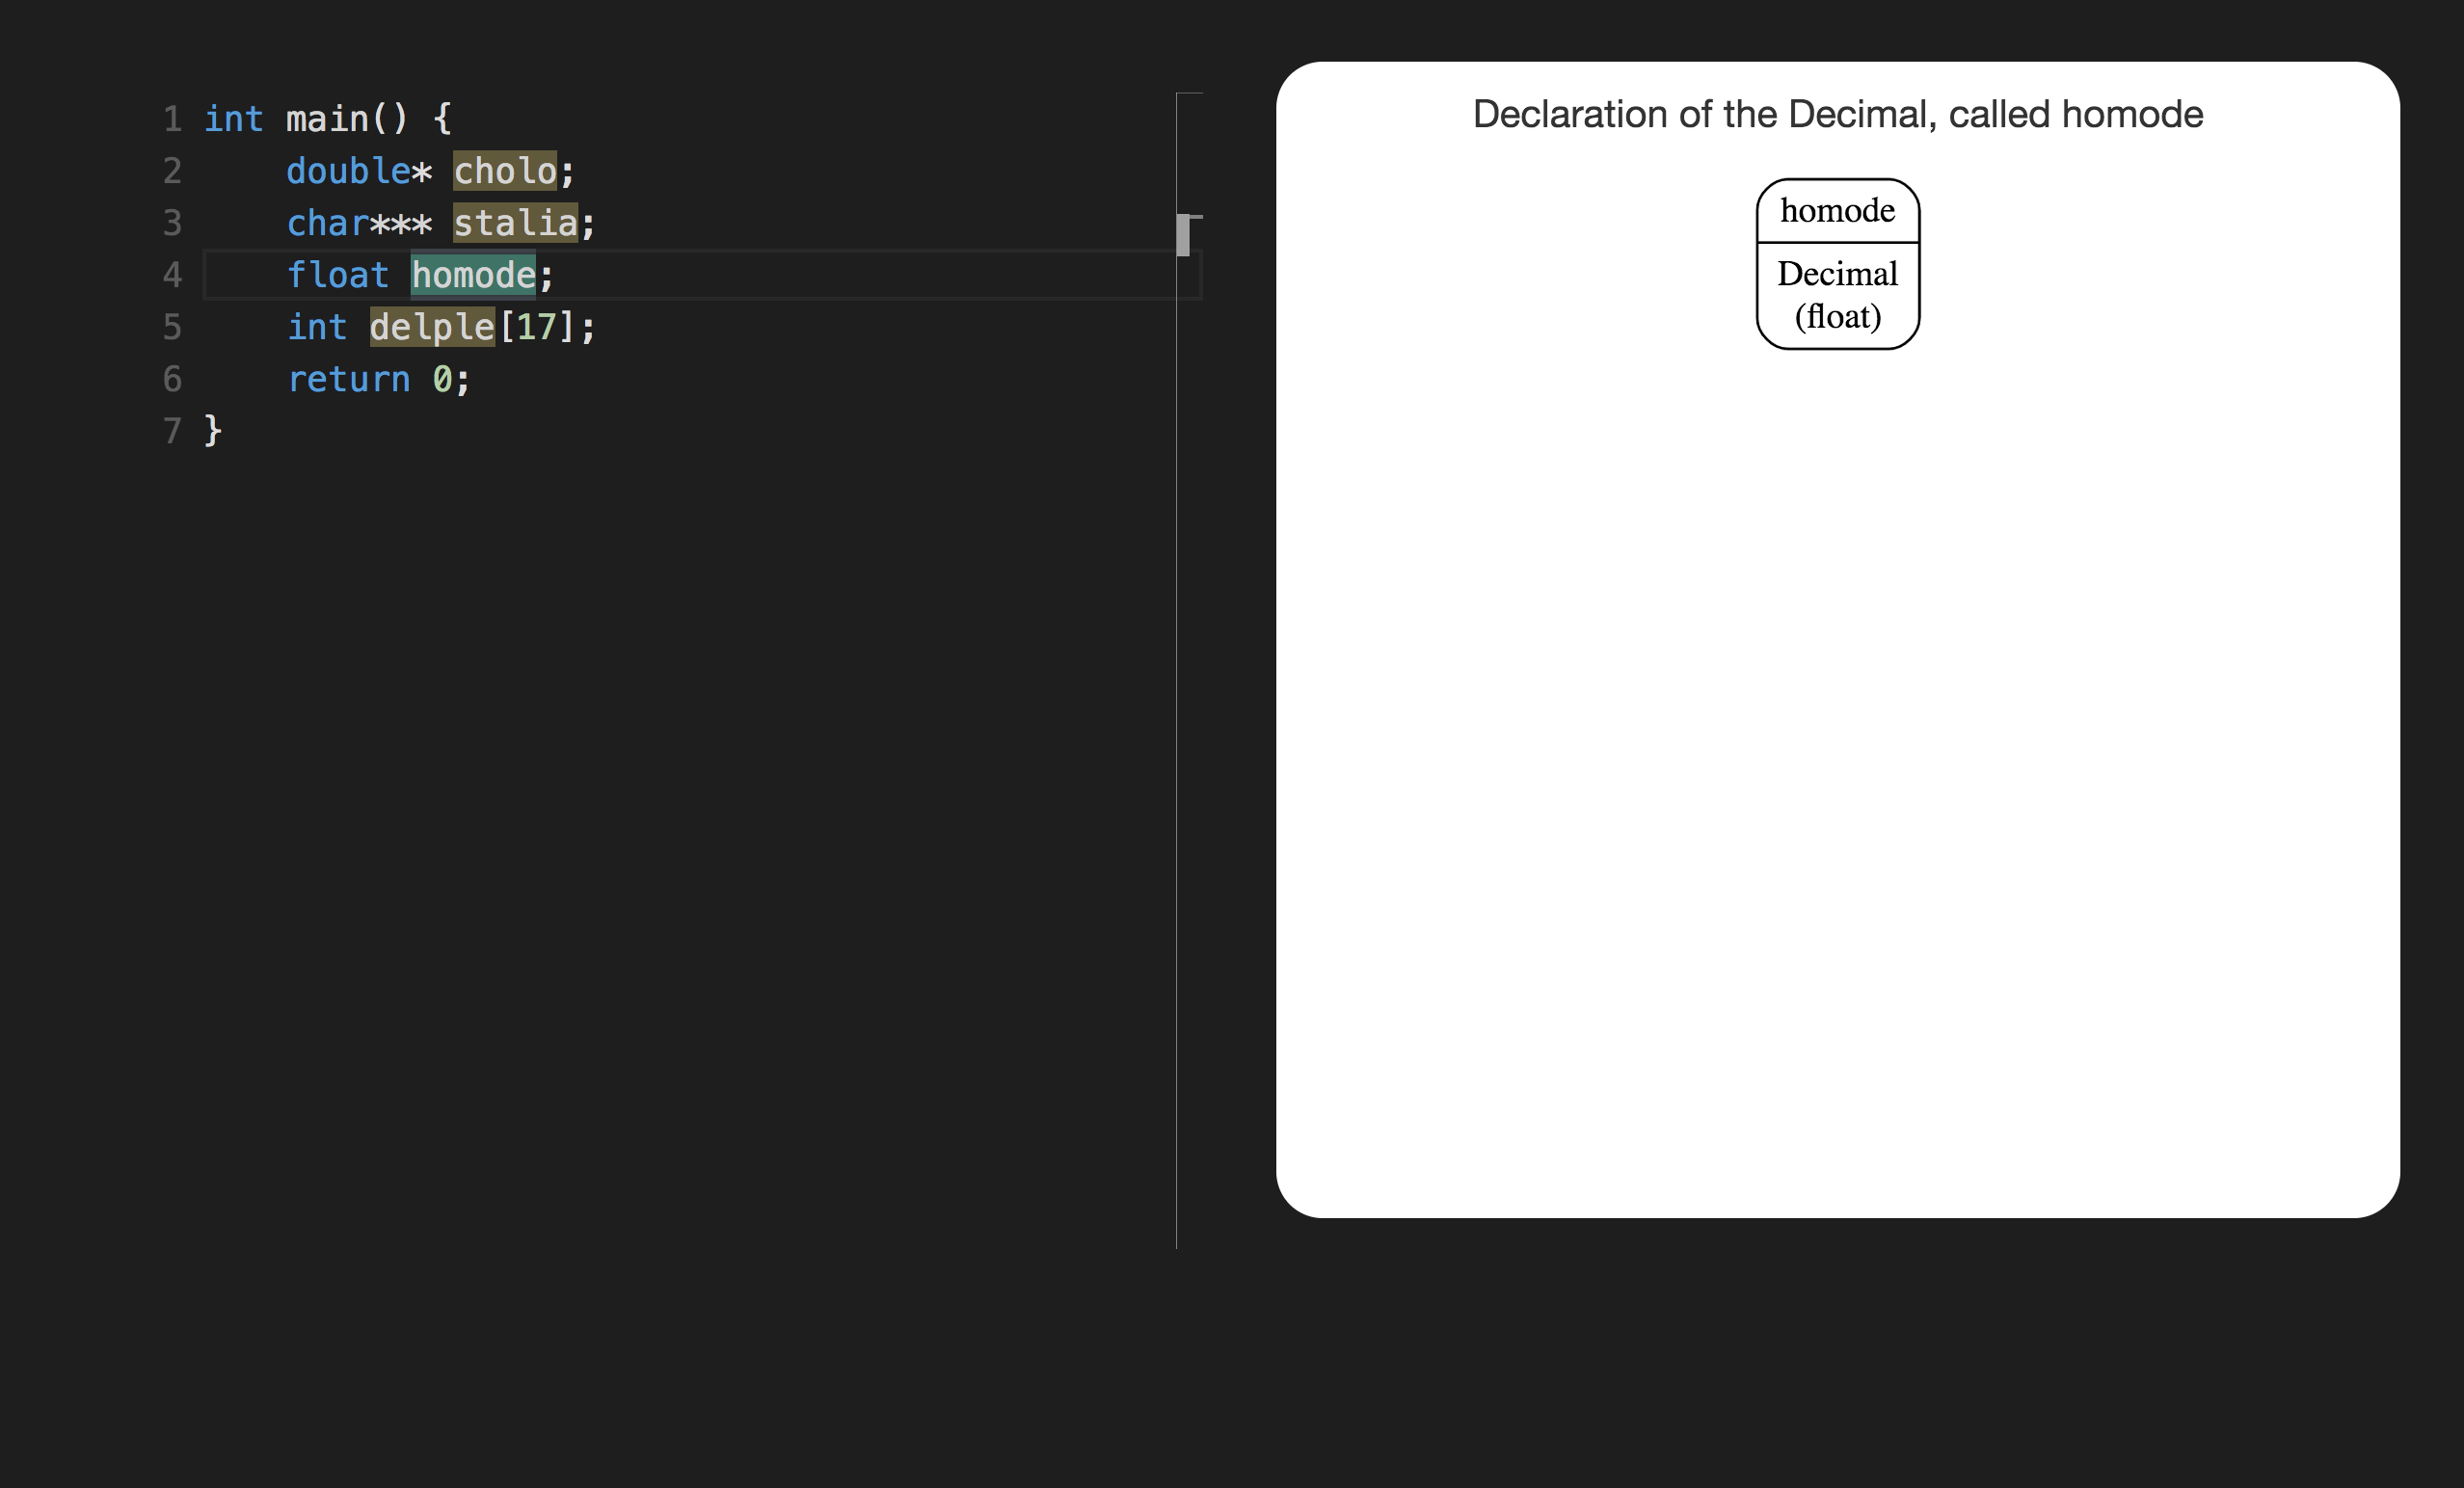 1 int main() {
2     double* cholo;
3     char*** stalia;
4     float homode;
5     int delple[17];
6     return 0;
7 }
Declaration of the Decimal, called homode
homode
Decimal
(float)